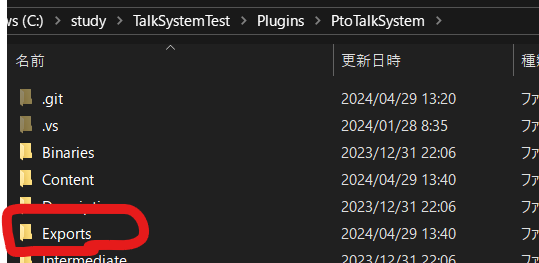 ws (C:) > study > TalkSystemTest > Plugins > PtoTalkSystem >
名前 更新日時 種類
.git 2024/04/29 13:20 ファ
.vs 2024/01/28 8:35 ファ
Binaries 2023/12/31 22:06 ファ
Content 2024/04/29 13:40 ファ
2023/12/31 22:06 ファ
Exports 2024/04/29 13:40 ファ
Intermediate 2023/12/31 22:06 ファ